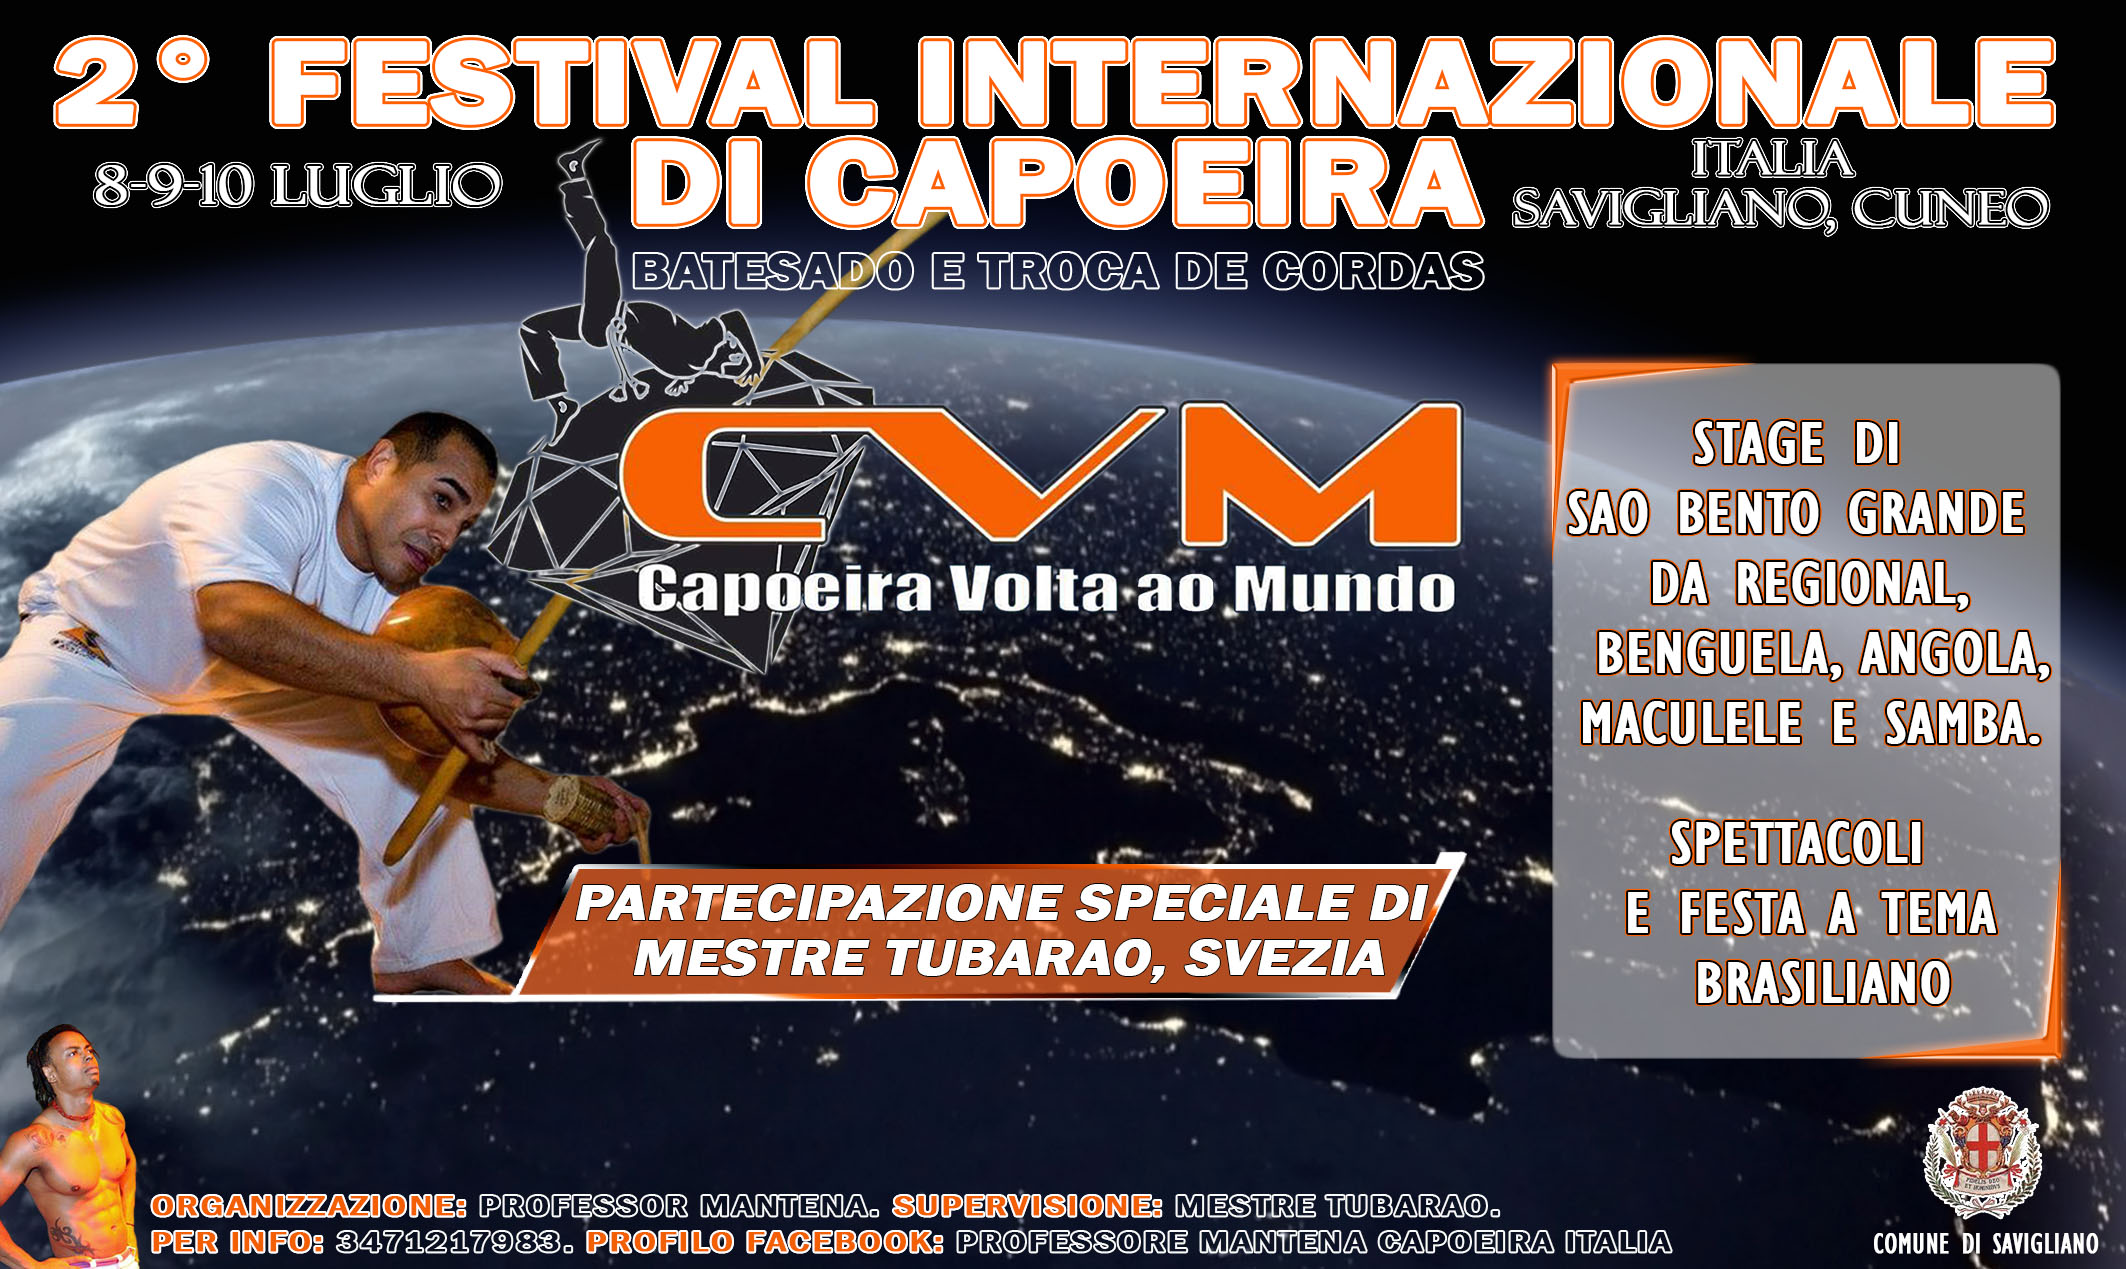 2° FESTIVAL INTERNAZIONALE
DI CAPOEIRA
8-9-10 LUGLIO
ITALIA
SAVIGLIANO, CUNEO
BATESADO E TROCA DE CORDAS
CVM
Capoeira Volta ao Mundo
STAGE DI
SAO BENTO GRANDE
DA REGIONAL,
BENGUELA, ANGOLA,
MACULELE E SAMBA.
SPETTACOLI
E FESTA A TEMA
BRASILIANO
PARTECIPAZIONE SPECIALE DI
MESTRE TUBARAO, SVEZIA
ORGANIZZAZIONE: PROFESSOR MANTENA. SUPERVISIONE: MESTRE TUBARAO.
PER INFO: 3471217983. PROFILO FACEBOOK: PROFESSORE MANTENA CAPOEIRA ITALIA
COMUNE DI SAVIGLIANO